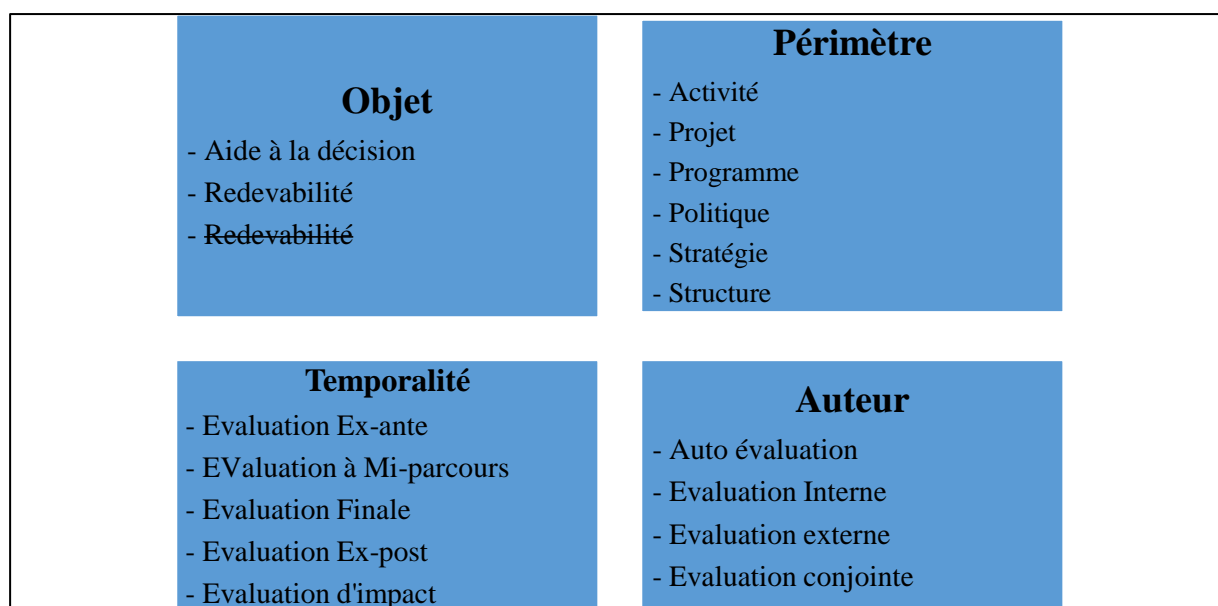 Objet
- Aide à la décision
- Redevabilité
- Redevabilité
Périmètre
- Activité
- Projet
- Programme
- Politique
- Stratégie
- Structure
Temporalité
- Evaluation Ex-ante
- EValuation à Mi-parcours
- Evaluation Finale
- Evaluation Ex-post
- Evaluation d'impact
Auteur
- Auto évaluation
- Evaluation Interne
- Evaluation externe
- Evaluation conjointe